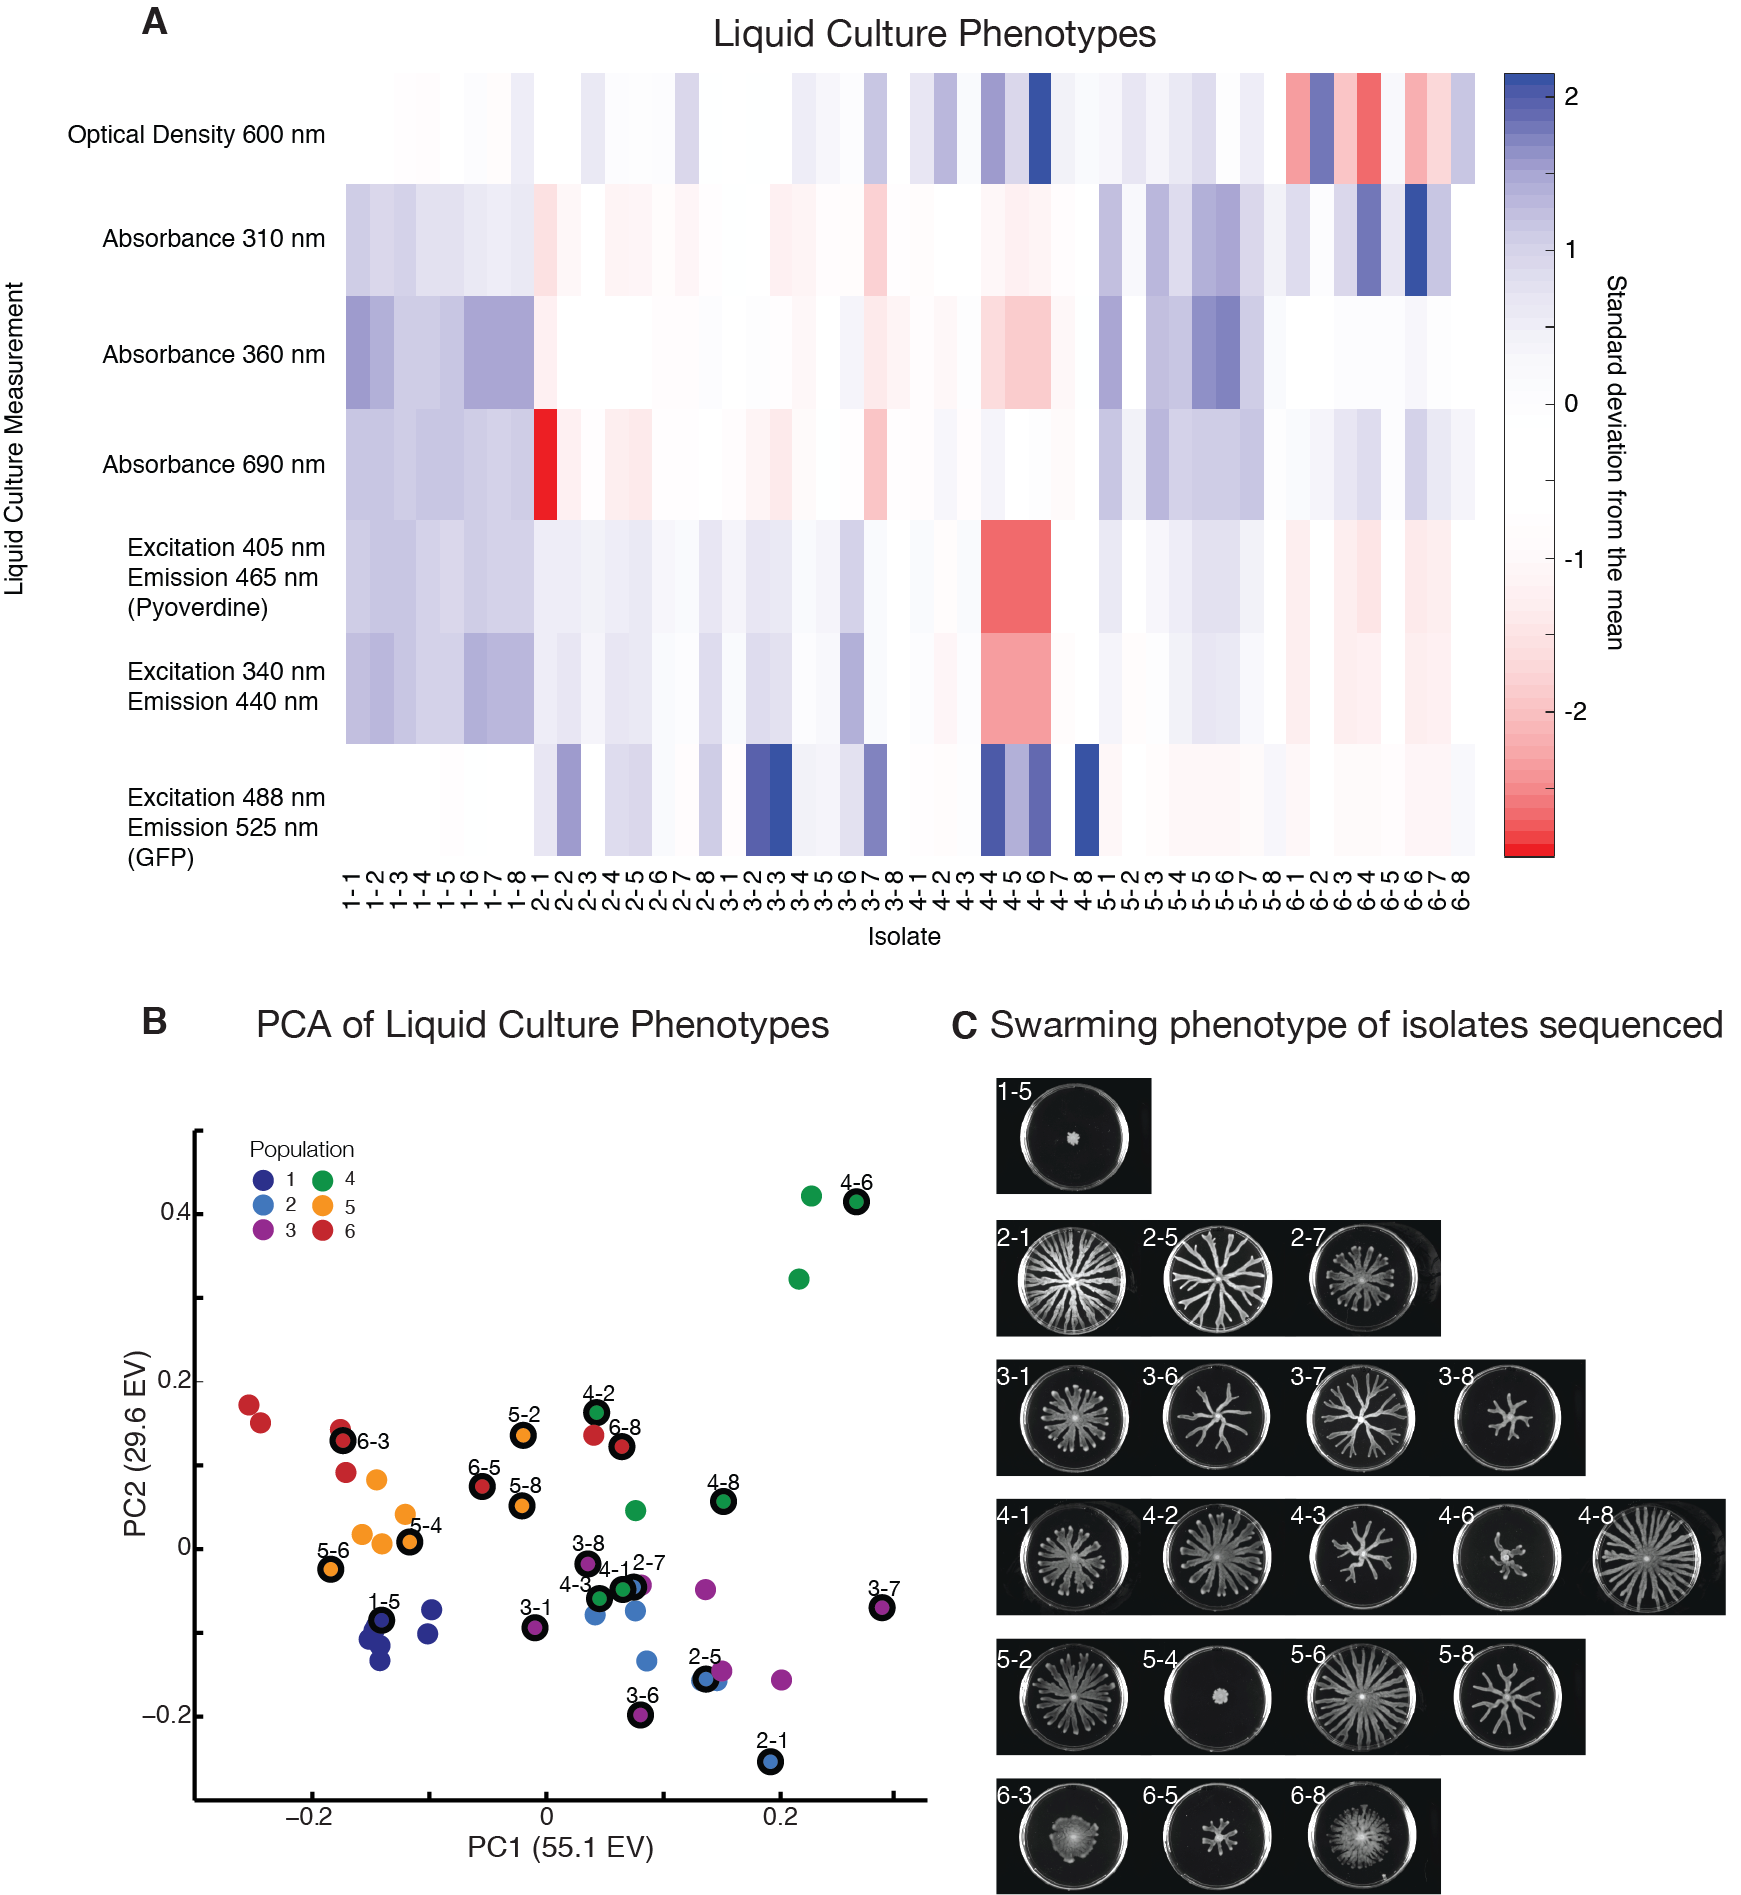 A
Liquid Culture Phenotypes
Liquid Culture Measurement
Optical Density 600 nm
Absorbance 310 nm
Absorbance 360 nm
Absorbance 690 nm
Excitation 405 nm
Emission 465 nm
(Pyoverdine)
Excitation 340 nm
Emission 440 nm
Excitation 488 nm
Emission 525 nm
(GFP)
2
1
0
-1
-2
Standard deviation from the mean
1-1 1-2 1-3 1-4 1-5 1-6 1-7 1-8 2-1 2-2 2-3 2-4 2-5 2-6 2-7 2-8 3-1 3-2 3-3 3-4 3-5 3-6 3-7 3-8 4-1 4-2 4-3 4-4 4-5 4-6 4-7 4-8 5-1 5-2 5-3 5-4 5-5 5-6 5-7 5-8 6-1 6-2 6-3 6-4 6-5 6-6 6-7 6-8
Isolate
B
PCA of Liquid Culture Phenotypes
Population
1 4
2 5
3 6
PC2 (29.6 EV)
0.4
0.2
0
−0.2
4-6
4-2
5-2
6-8
6-3
6-5
5-8
4-8
5-4
5-6
3-8
4-1
2-7
4-3
1-5
3-1
3-7
2-5
3-6
2-1
−0.2
0
0.2
PC1 (55.1 EV)
C Swarming phenotype of isolates sequenced
1-5
2-1 2-5 2-7
3-1 3-6 3-7 3-8
4-1 4-2 4-3 4-6 4-8
5-2 5-4 5-6 5-8
6-3 6-5 6-8